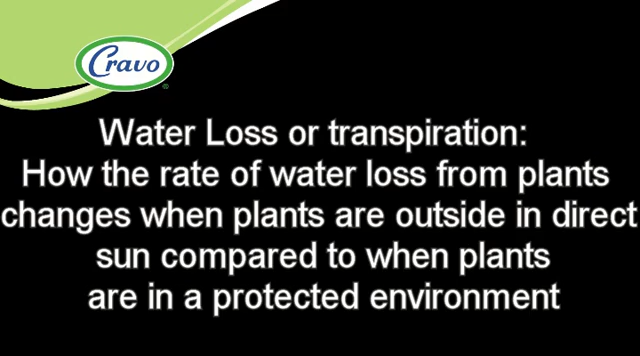 Cravo
Water Loss or transpiration:
How the rate of water loss from plants
changes when plants are outside in direct
sun compared to when plants
are in a protected environment